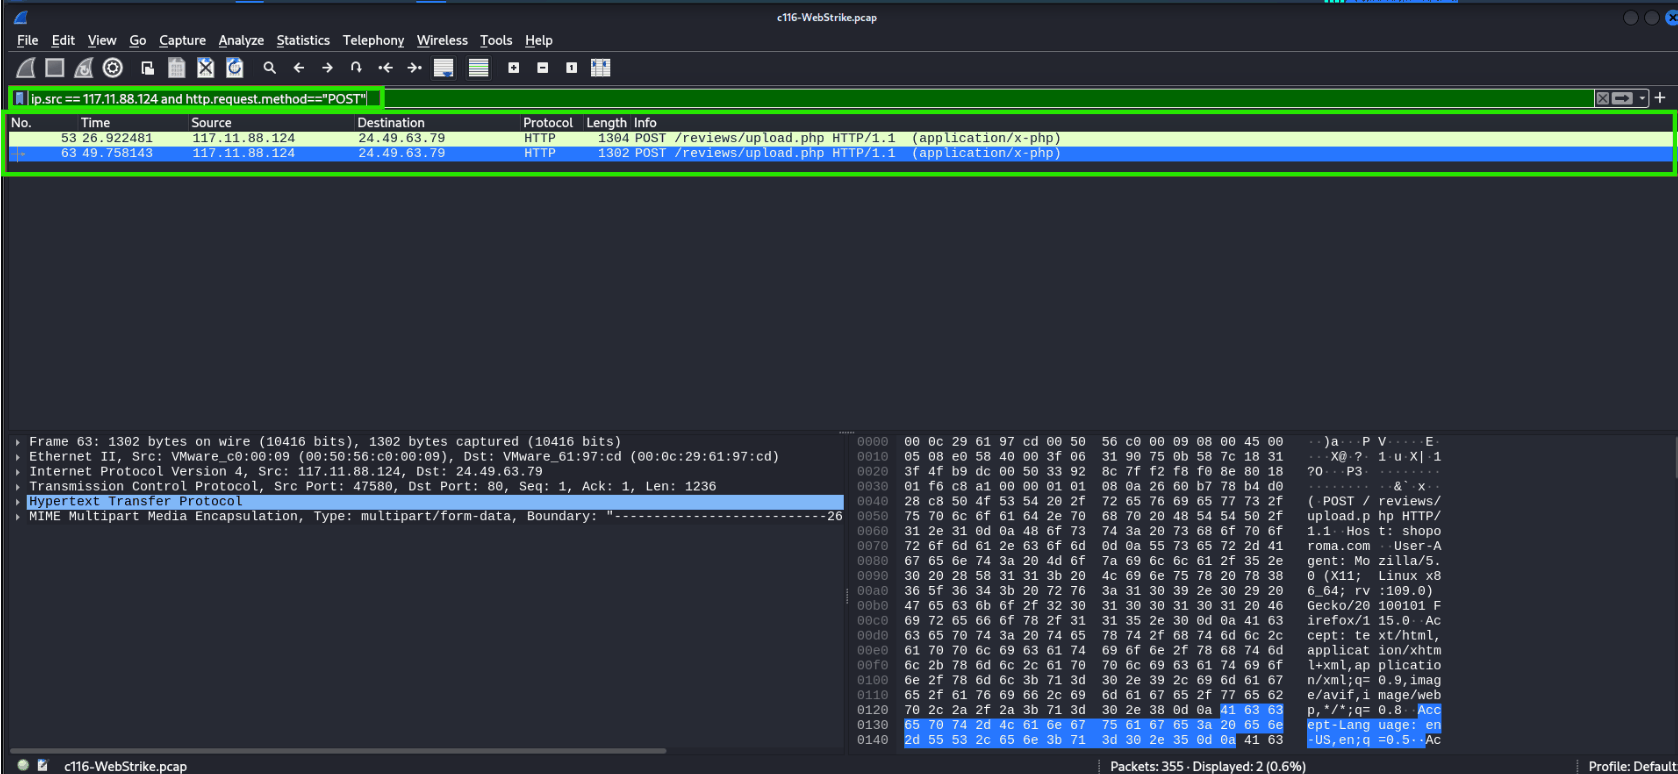 c116-WebStrike.pcap
File Edit View Go Capture Analyze Statistics Telephony Wireless Tools Help
ip.src == 117.11.88.124 and http.request.method=="POST"
No. Time Source Destination Protocol Length Info
53 26.922481 117.11.88.124 24.49.63.79 HTTP 1304 POST /reviews/upload.php HTTP/1.1 (application/x-php)
63 49.758143 117.11.88.124 24.49.63.79 HTTP 1302 POST /reviews/upload.php HTTP/1.1 (application/x-php)
Frame 63: 1302 bytes on wire (10416 bits), 1302 bytes captured (10416 bits)
Ethernet II, Src: VMware_c0:00:09 (00:50:56:c0:00:09), Dst: VMware_61:97:cd (00:0c:29:61:97:cd)
Internet Protocol Version 4, Src: 117.11.88.124, Dst: 24.49.63.79
Transmission Control Protocol, Src Port: 47580, Dst Port: 80, Seq: 1, Ack: 1, Len: 1236
Hypertext Transfer Protocol
MIME Multipart Media Encapsulation, Type: multipart/form-data, Boundary: "---------------------------26
0000 00 0c 29 61 97 cd 00 50 56 c0 00 09 08 00 45 00 ··)a···P V·····E·
0010 05 08 e0 58 40 00 3f 06 31 90 75 0b 58 7c 18 31 ···X@·?· 1·u·X|·1
0020 3f 4f b9 dc 00 50 33 92 8c 7f f2 f8 f0 8e 80 18 ?O···P3· ········
0030 01 f6 c8 a1 00 00 01 01 08 0a 26 60 b7 78 b4 d0 ········ ··&`·x··
0040 28 c8 50 4f 53 54 20 2f 72 65 76 69 65 77 73 2f (·POST / reviews/
0050 75 70 6c 6f 61 64 2e 70 68 70 20 48 54 54 50 2f upload.p hp HTTP/
0060 31 2e 31 0d 0a 48 6f 73 74 3a 20 73 68 6f 70 6f 1.1··Hos t: shopo
0070 72 6f 6d 61 2e 63 6f 6d 0d 0a 55 73 65 72 2d 41 roma.com ··User-A
0080 67 65 6e 74 3a 20 4d 6f 7a 69 6c 6c 61 2f 35 2e gent: Mo zilla/5.
0090 30 20 28 58 31 31 3b 20 4c 69 6e 75 78 20 78 38 0 (X11; Linux x8
00a0 36 5f 36 34 3b 20 72 76 3a 31 30 39 2e 30 29 20 6_64; rv :109.0)
00b0 47 65 63 6b 6f 2f 32 30 31 30 30 31 30 31 20 46 Gecko/20 100101 F
00c0 69 72 65 66 6f 78 2f 31 31 35 2e 30 0d 0a 41 63 irefox/1 15.0··Ac
00d0 63 65 70 74 3a 20 74 65 78 74 2f 68 74 6d 6c 2c cept: te xt/html,
00e0 61 70 70 6c 69 63 61 74 69 6f 6e 2f 78 68 74 6d applicat ion/xhtm
00f0 6c 2b 78 6d 6c 2c 61 70 70 6c 69 63 61 74 69 6f l+xml,ap plicatio
0100 6e 2f 78 6d 6c 3b 71 3d 30 2e 39 2c 69 6d 61 67 n/xml;q= 0.9,imag
0110 65 2f 61 76 69 66 2c 69 6d 61 67 65 2f 77 65 62 e/avif,i mage/web
0120 70 2c 2a 2f 2a 3b 71 3d 30 2e 38 0d 0a 41 63 63 p,*/*;q= 0.8··Acc
0130 65 70 74 2d 4c 61 6e 67 75 61 67 65 3a 20 65 6e ept-Lang uage: en
0140 2d 55 53 2c 65 6e 3b 71 3d 30 2e 35 0d 0a 41 63 -US,en;q =0.5··Ac
c116-WebStrike.pcap
Packets: 355 · Displayed: 2 (0.6%)
Profile: Default